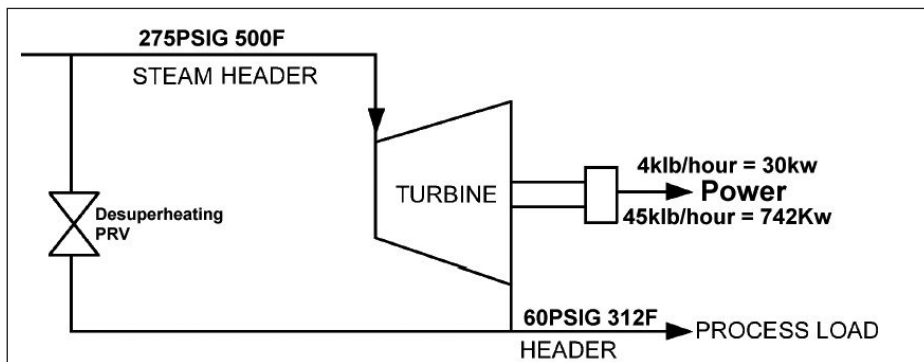 275PSIG 500F
STEAM HEADER
Desuperheating
PRV
TURBINE
4klb/hour = 30kw
Power
45klb/hour = 742Kw
60PSIG 312F
HEADER
PROCESS LOAD